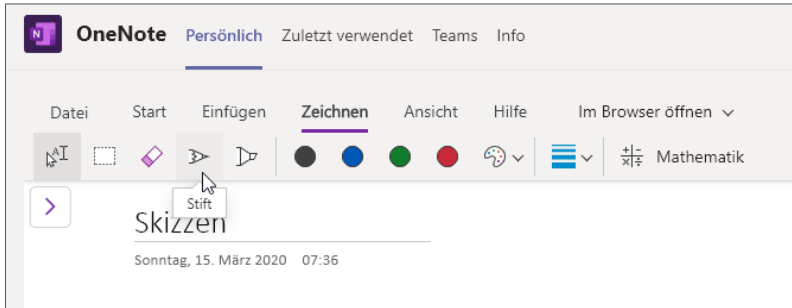 OneNote Persönlich Zuletzt verwendet Teams Info
Datei Start Einfügen Zeichnen Ansicht Hilfe Im Browser öffnen
Mathematik
Stift
Skizzen
Sonntag, 15. März 2020 07:36